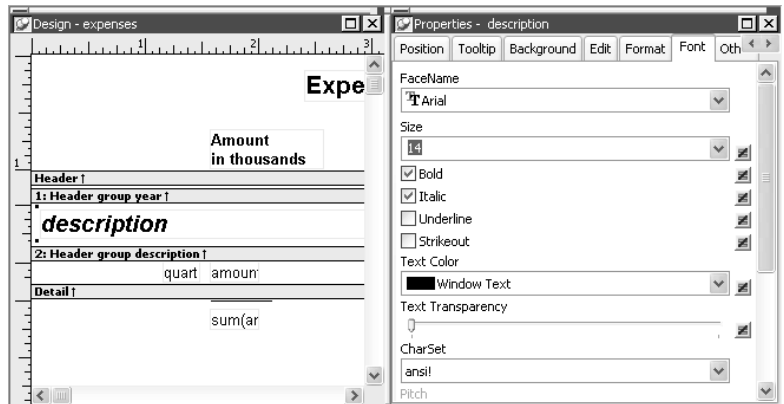 Design - expenses
1 2 3
Expe
Amount
in thousands
1
Header ↑
1: Header group year ↑
description
2: Header group description ↑
quart amoun
Detail ↑
sum(ar
Properties - description
Position Tooltip Background Edit Format Font Oth
FaceName
Arial
Size
14
Bold
Italic
Underline
Strikeout
Text Color
Window Text
Text Transparency
CharSet
ansi!
Pitch